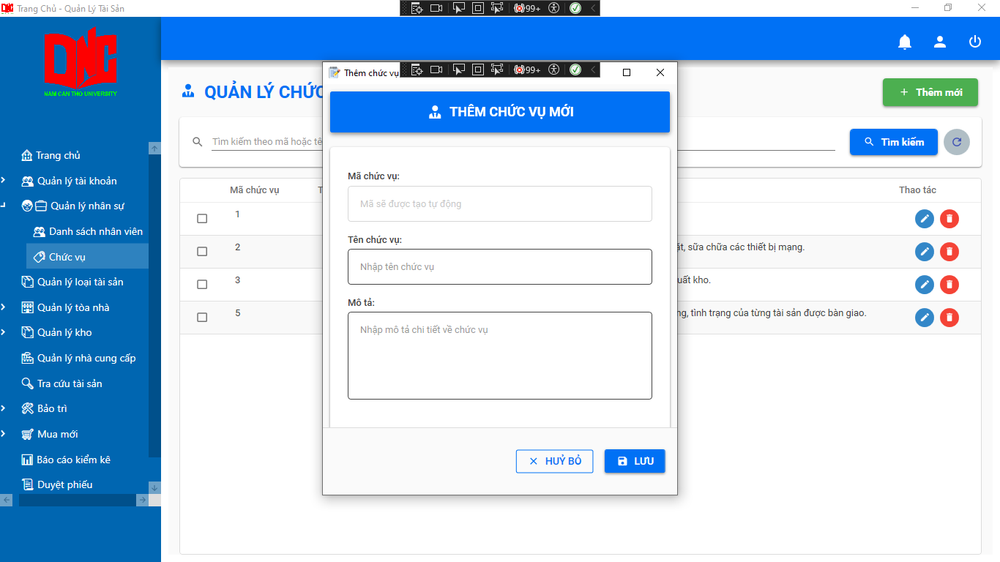 Trang Chủ - Quản Lý Tài Sản
99+
DNC
NAM CAN THO UNIVERSITY
Trang chủ
Quản lý tài khoản
Quản lý nhân sự
Danh sách nhân viên
Chức vụ
Quản lý loại tài sản
Quản lý tòa nhà
Quản lý kho
Quản lý nhà cung cấp
Tra cứu tài sản
Bảo trì
Mua mới
Báo cáo kiểm kê
Duyệt phiếu
QUẢN LÝ CHỨC
Thêm mới
Tìm kiếm theo mã hoặc tê
Tìm kiếm
Mã chức vụ
T
Thao tác
1
2
ặt, sữa chữa các thiết bị mạng.
3
uất kho.
5
ng, tình trạng của từng tài sản được bàn giao.
Thêm chức vụ
99+
THÊM CHỨC VỤ MỚI
Mã chức vụ:
Mã sẽ được tạo tự động
Tên chức vụ:
Nhập tên chức vụ
Mô tả:
Nhập mô tả chi tiết về chức vụ
HUỶ BỎ
LƯU